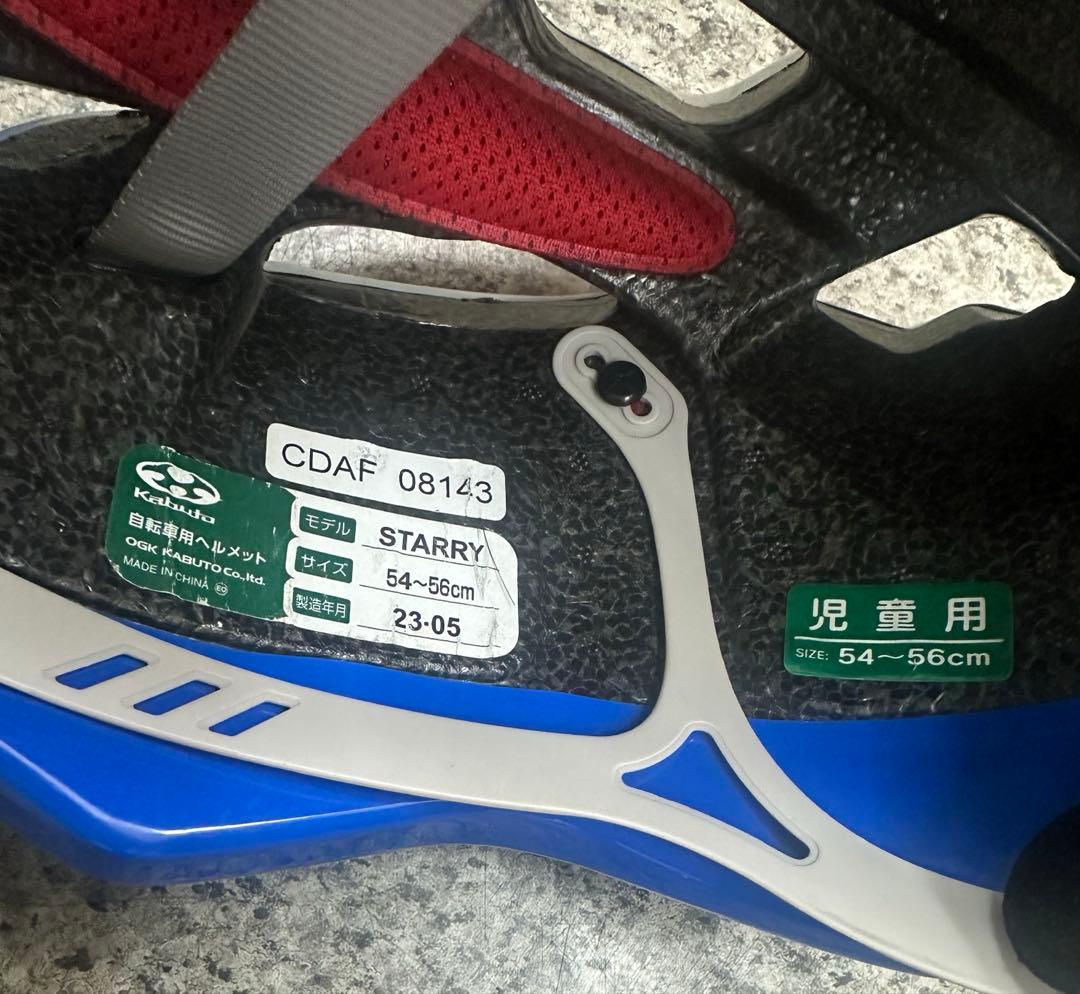 CDAF 08143
Kabuto
自転車用ヘルメット
OGK KABUTO Co.,ltd.
MADE IN CHINA EO
モデル STARRY
サイズ 54~56cm
製造年月 23·05
児童用
SIZE: 54~56cm